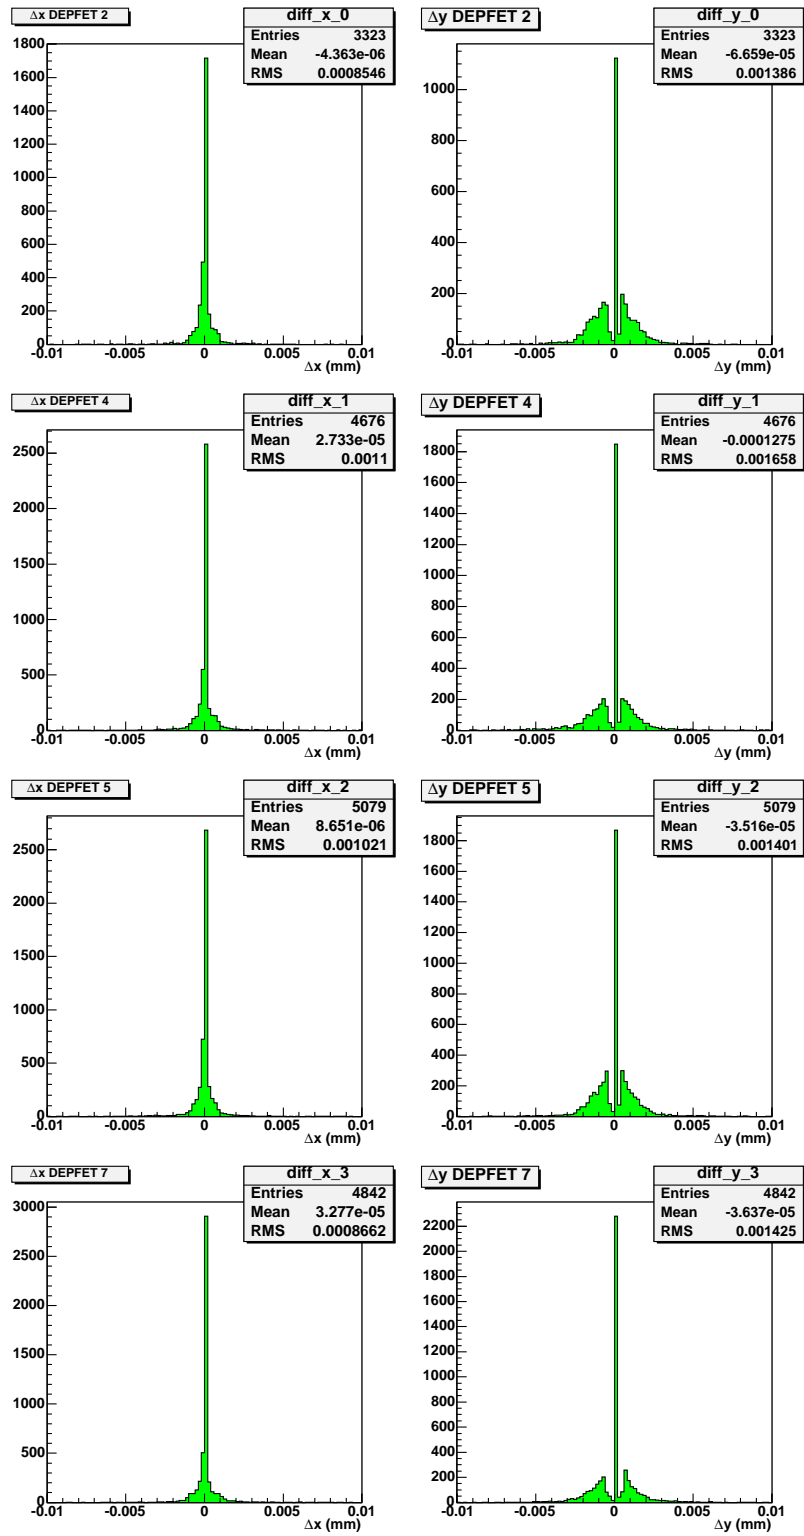 Δx DEPFET 2
diff_x_0
Entries 3323
Mean -4.363e-06
RMS 0.0008546
1800
1600
1400
1200
1000
800
600
400
200
0
-0.01 -0.005 0 0.005 0.01
Δx (mm)
Δy DEPFET 2
diff_y_0
Entries 3323
Mean -6.659e-05
RMS 0.001386
1000
800
600
400
200
0
-0.01 -0.005 0 0.005 0.01
Δy (mm)
Δx DEPFET 4
diff_x_1
Entries 4676
Mean 2.733e-05
RMS 0.0011
2500
2000
1500
1000
500
0
-0.01 -0.005 0 0.005 0.01
Δx (mm)
Δy DEPFET 4
diff_y_1
Entries 4676
Mean -0.0001275
RMS 0.001658
1800
1600
1400
1200
1000
800
600
400
200
0
-0.01 -0.005 0 0.005 0.01
Δy (mm)
Δx DEPFET 5
diff_x_2
Entries 5079
Mean 8.651e-06
RMS 0.001021
2500
2000
1500
1000
500
0
-0.01 -0.005 0 0.005 0.01
Δx (mm)
Δy DEPFET 5
diff_y_2
Entries 5079
Mean -3.516e-05
RMS 0.001401
1800
1600
1400
1200
1000
800
600
400
200
0
-0.01 -0.005 0 0.005 0.01
Δy (mm)
Δx DEPFET 7
diff_x_3
Entries 4842
Mean 3.277e-05
RMS 0.0008662
3000
2500
2000
1500
1000
500
0
-0.01 -0.005 0 0.005 0.01
Δx (mm)
Δy DEPFET 7
diff_y_3
Entries 4842
Mean -3.637e-05
RMS 0.001425
2200
2000
1800
1600
1400
1200
1000
800
600
400
200
0
-0.01 -0.005 0 0.005 0.01
Δy (mm)